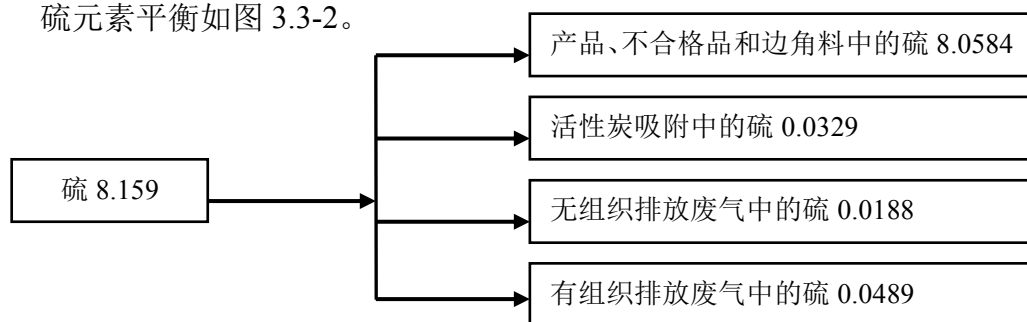 硫元素平衡如图 3.3-2。
产品、不合格品和边角料中的硫 8.0584
活性炭吸附中的硫 0.0329
硫 8.159
无组织排放废气中的硫 0.0188
有组织排放废气中的硫 0.0489